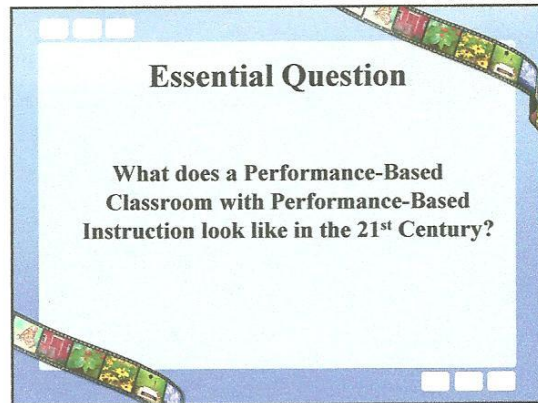 Essential Question
What does a Performance-Based
Classroom with Performance-Based
Instruction look like in the 21st Century?